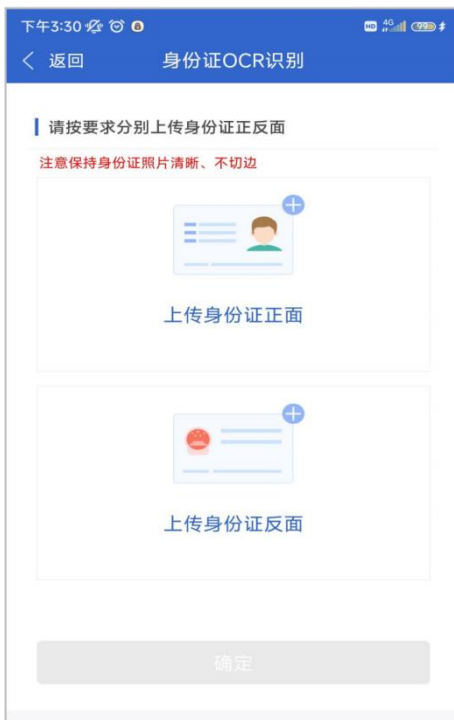 下午3:30
HD 4G 99
返回 身份证OCR识别
请按要求分别上传身份证正反面
注意保持身份证照片清晰、不切边
上传身份证正面
上传身份证反面
确定